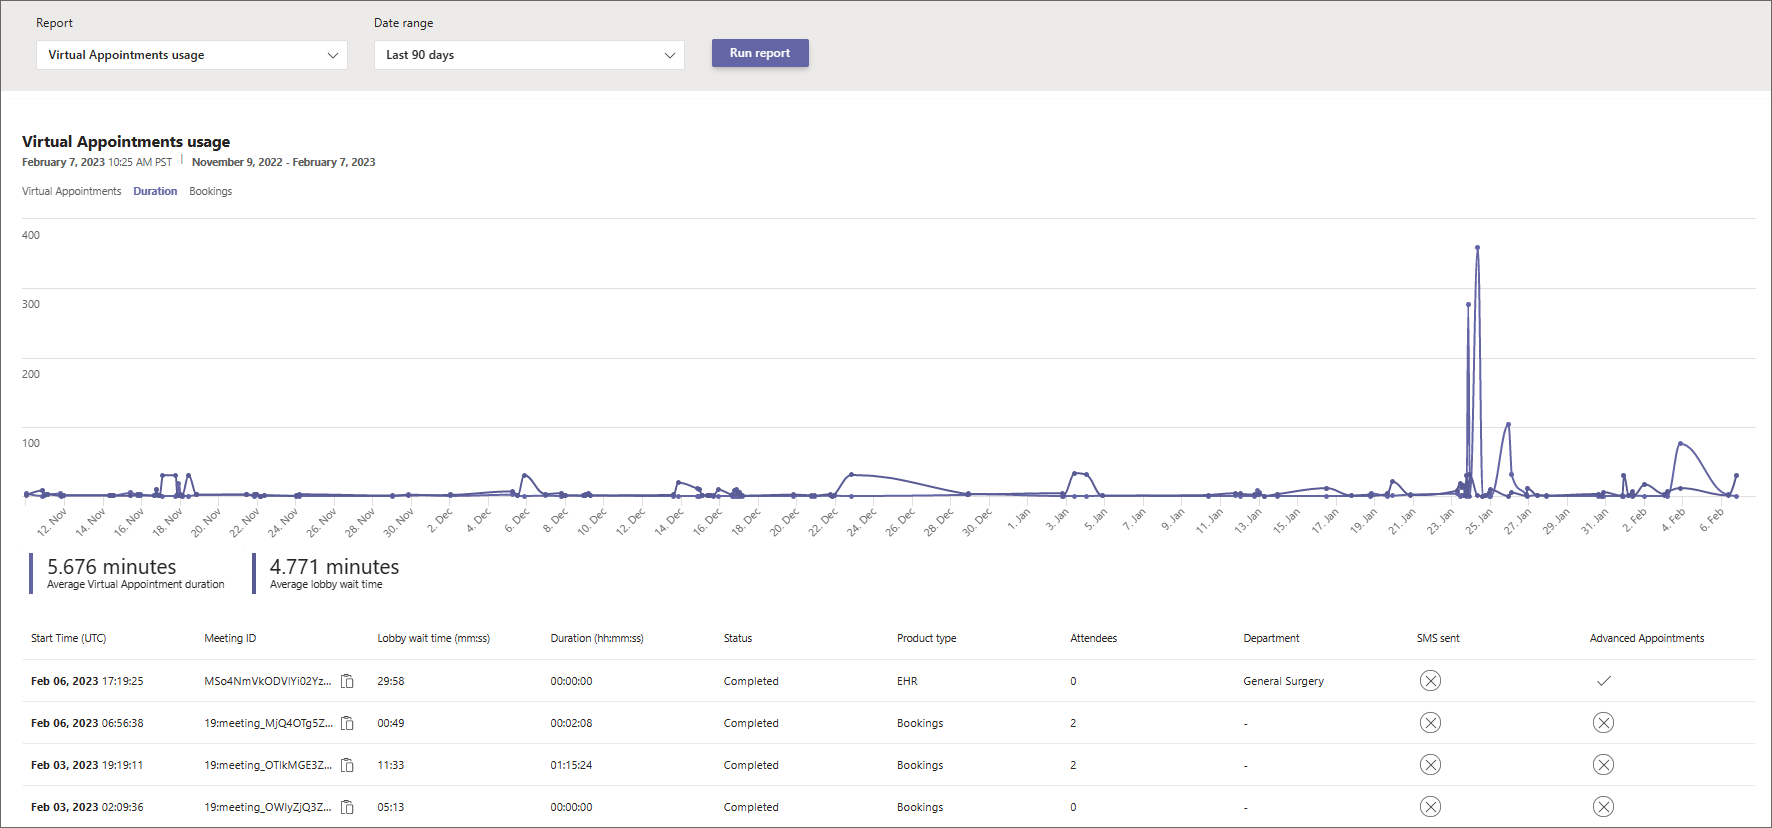 Report Date range
Virtual Appointments usage Last 90 days Run report
Virtual Appointments usage
February 7, 2023 10:25 AM PST | November 9, 2022 - February 7, 2023
Virtual Appointments Duration Bookings
400
300
200
100
12. Nov 14. Nov 16. Nov 18. Nov 20. Nov 22. Nov 24. Nov 26. Nov 28. Nov 30. Nov 2. Dec 4. Dec 6. Dec 8. Dec 10. Dec 12. Dec 14. Dec 16. Dec 18. Dec 20. Dec 22. Dec 24. Dec 26. Dec 28. Dec 30. Dec 1. Jan 3. Jan 5. Jan 7. Jan 9. Jan 11. Jan 13. Jan 15. Jan 17. Jan 19. Jan 21. Jan 23. Jan 25. Jan 27. Jan 29. Jan 31. Jan 2. Feb 4. Feb 6. Feb
5.676 minutes 4.771 minutes
Average Virtual Appointment duration Average lobby wait time
Start Time (UTC) Meeting ID Lobby wait time (mm:ss) Duration (hh:mm:ss) Status Product type Attendees Department SMS sent Advanced Appointments
Feb 06, 2023 17:19:25 MSo4NmVkODVlYi02Yz... 29:58 00:00:00 Completed EHR 0 General Surgery
Feb 06, 2023 06:56:38 19:meeting_MjQ4OTg5Z... 00:49 00:02:08 Completed Bookings 2 -
Feb 03, 2023 19:19:11 19:meeting_OTlkMGE3Z... 11:33 01:15:24 Completed Bookings 2 -
Feb 03, 2023 02:09:36 19:meeting_OWIyZjQ3Z... 05:13 00:00:00 Completed Bookings 0 -